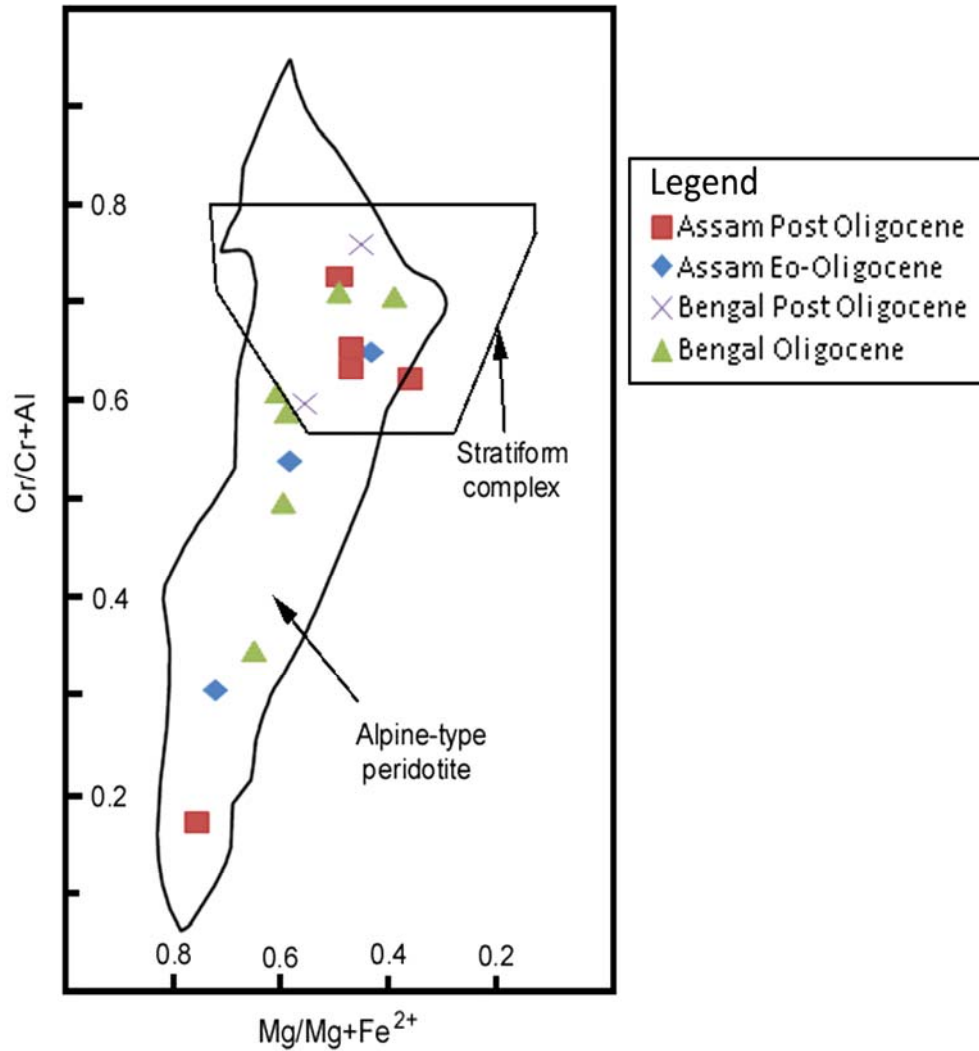 Cr/Cr+Al
0.8
0.6
0.4
0.2
Stratiform
complex
Alpine-type
peridotite
0.8 0.6 0.4 0.2
Mg/Mg+Fe2+
Legend
Assam Post Oligocene
Assam Eo-Oligocene
Bengal Post Oligocene
Bengal Oligocene